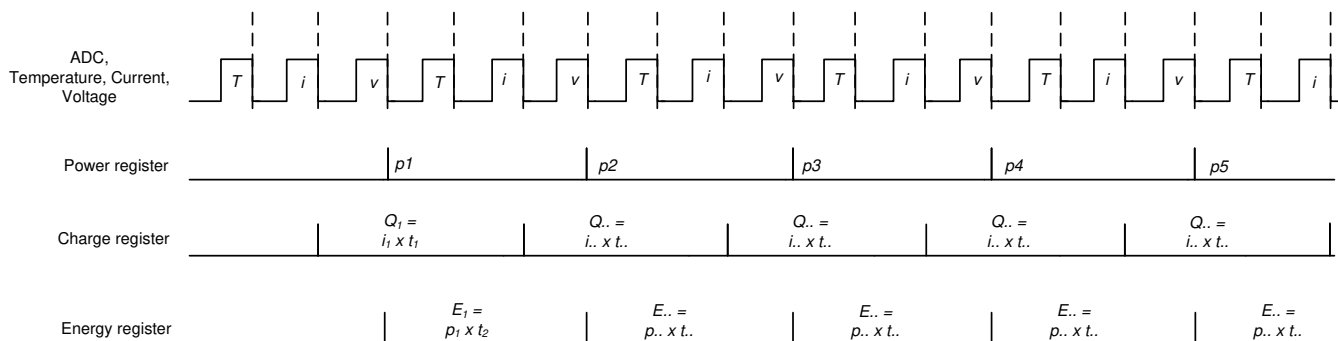 ADC,
Temperature, Current,
Voltage
T i v T i v T i v T i v T i v T i
Power register
p1 p2 p3 p4 p5
Charge register
Q1 = Q.. = Q.. = Q.. = Q.. =
i1 x t1 i.. x t.. i.. x t.. i.. x t.. i.. x t..
Energy register
E1 = E.. = E.. = E.. = E.. =
p1 x t2 p.. x t.. p.. x t.. p.. x t.. p.. x t..